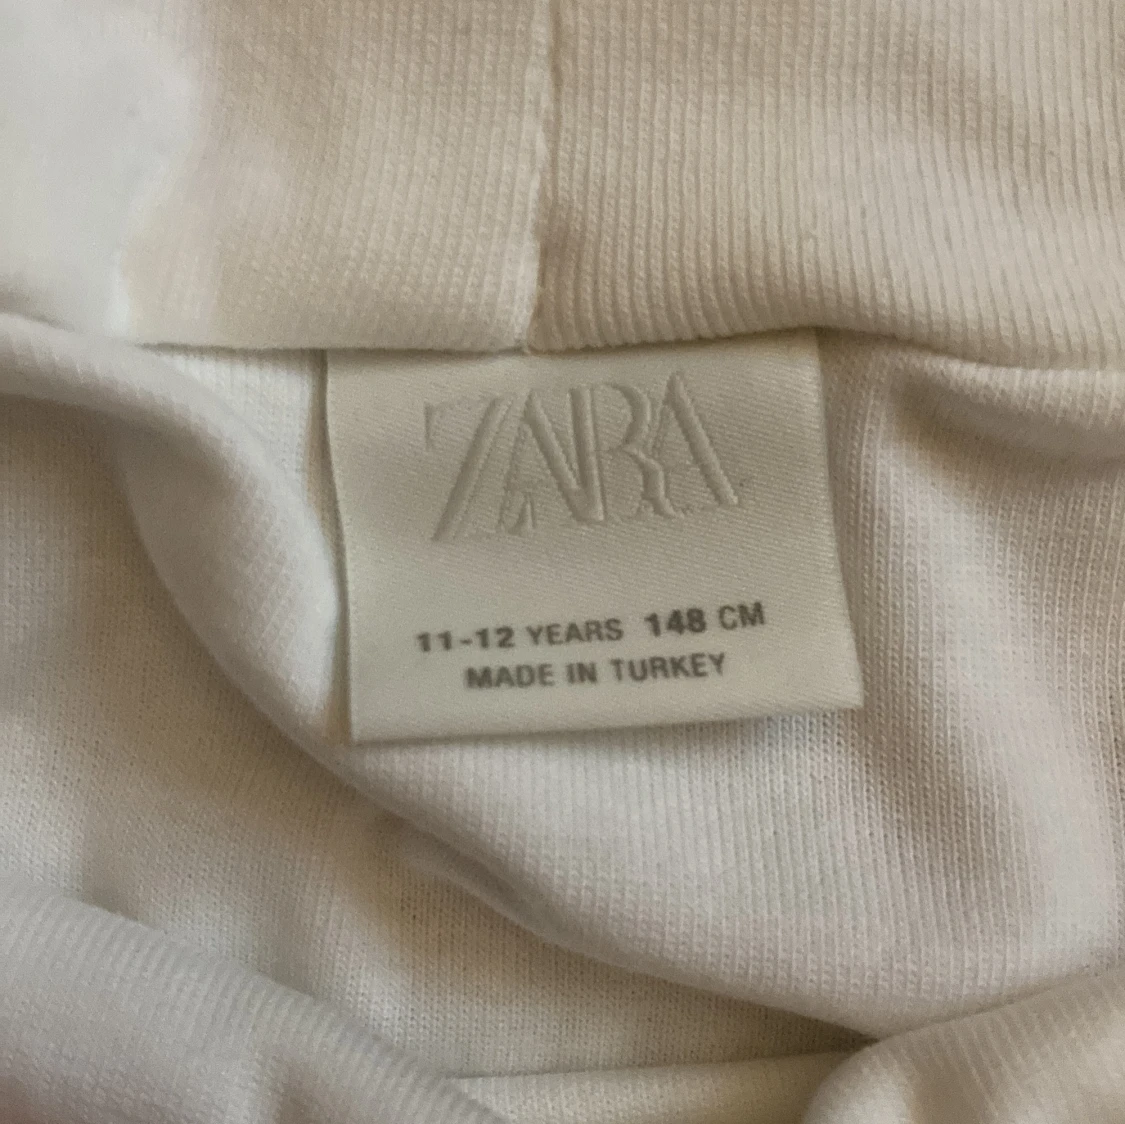 ZARA
11-12 YEARS 148 CM
MADE IN TURKEY